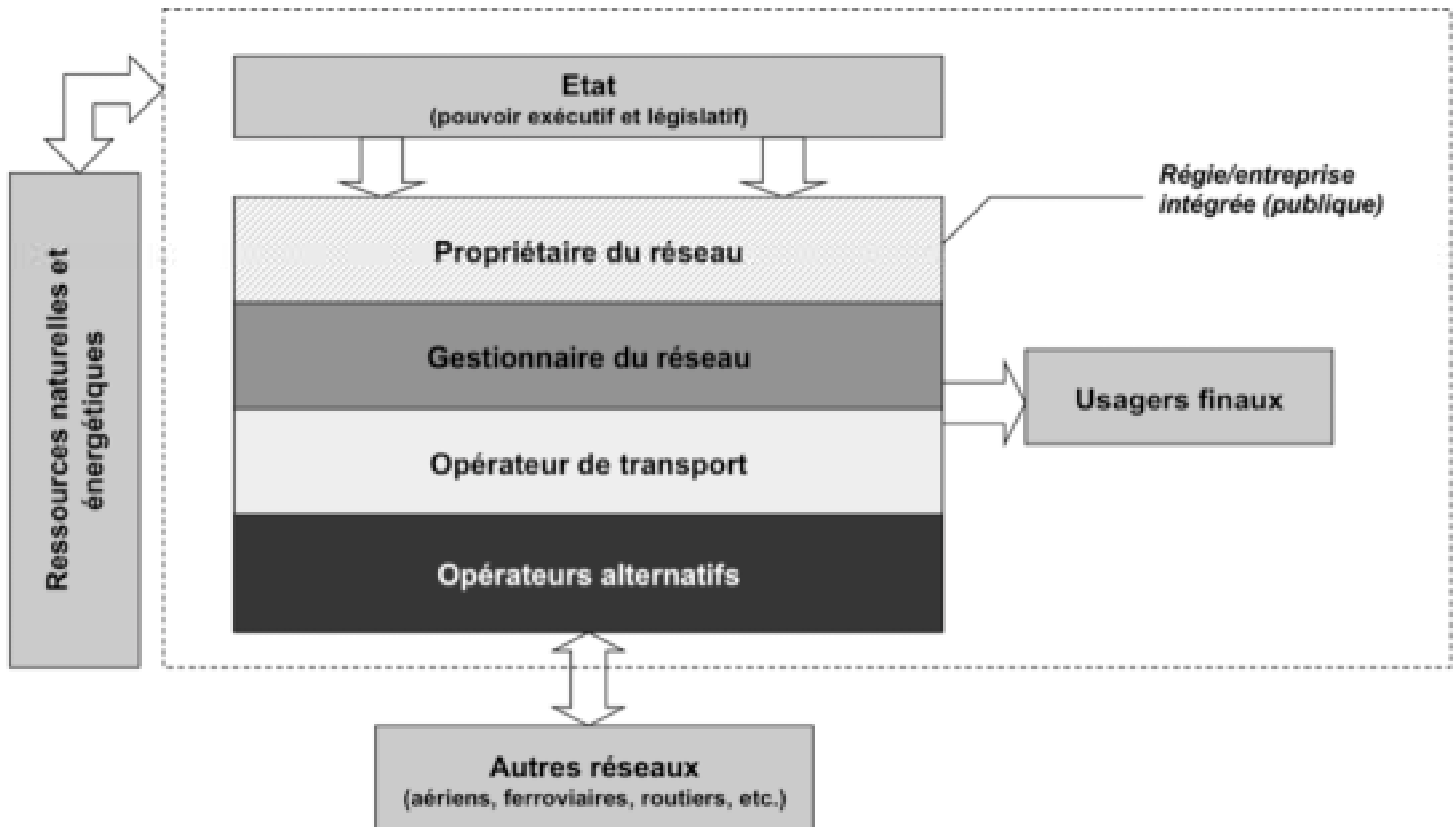 Etat
(pouvoir exécutif et législatif)
Régie/entreprise
intégrée (publique)
Propriétaire du réseau
Ressources naturelles et
énergétiques
Gestionnaire du réseau
Usagers finaux
Opérateur de transport
Opérateurs alternatifs
Autres réseaux
(aériens, ferroviaires, routiers, etc.)